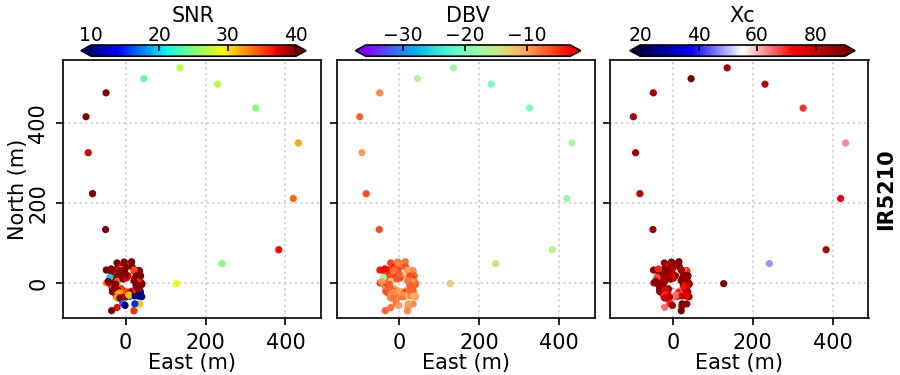 SNR DBV Xc
10 20 30 40 −30 −20 −10 20 40 60 80
400
200
0
North (m)
IR5210
0 200 400 0 200 400 0 200 400
East (m) East (m) East (m)